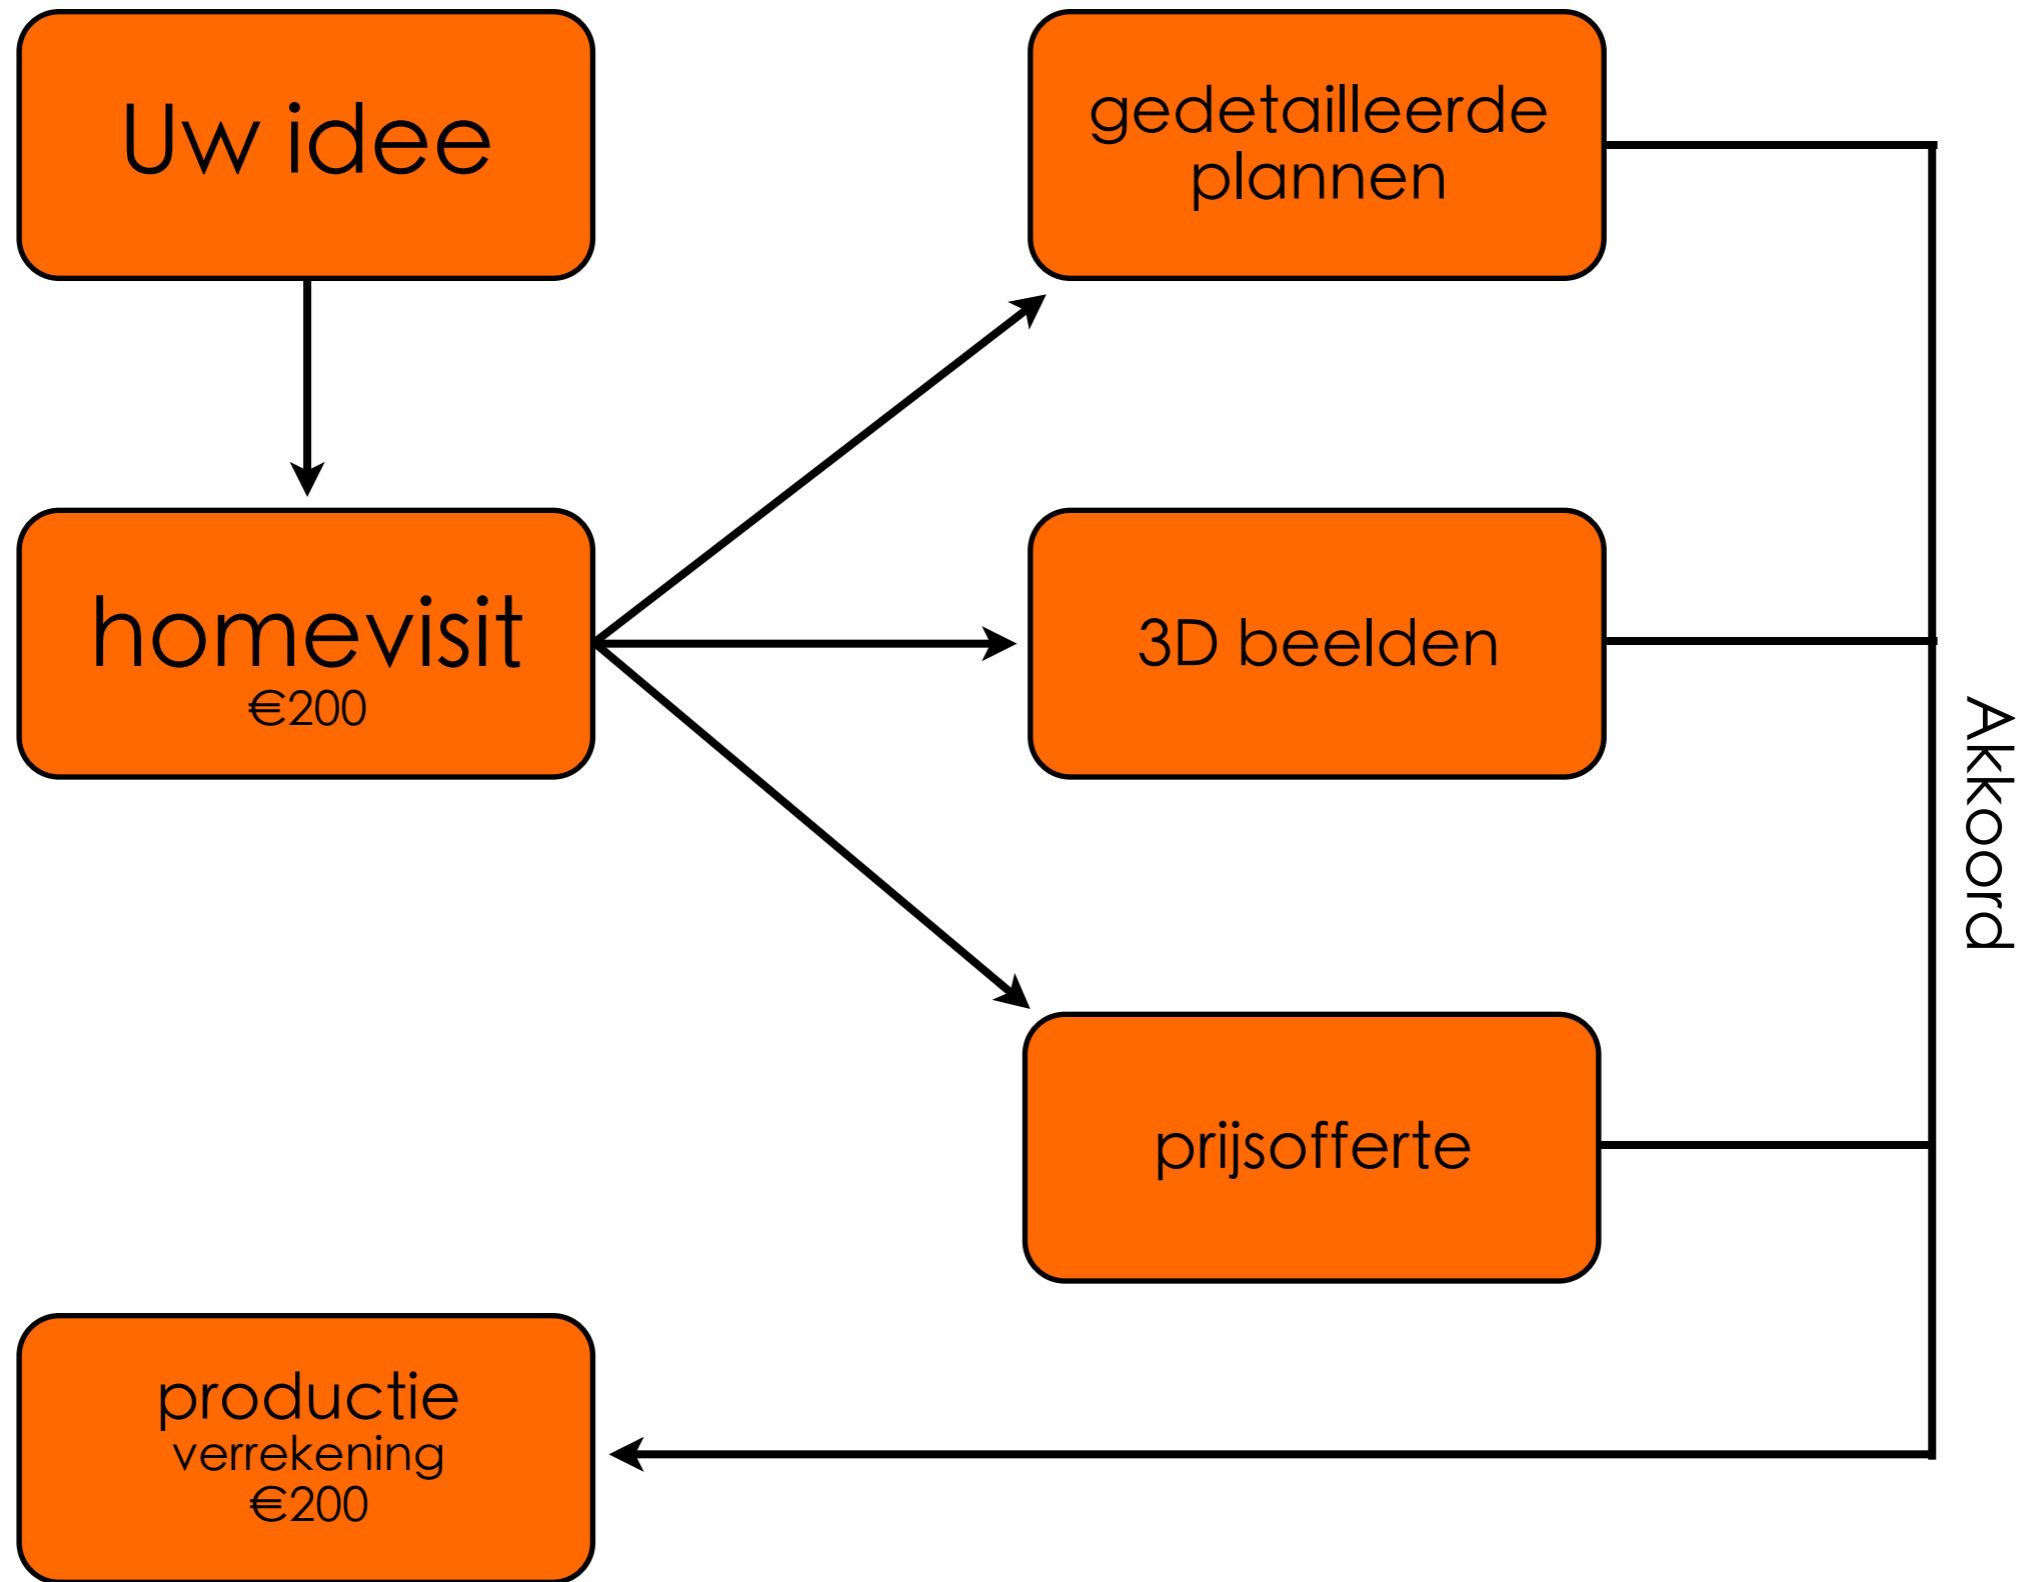 Uw idee
homevisit
€200
gedetailleerde
plannen
3D beelden
prijsofferte
Akkoord
productie
verrekening
€200